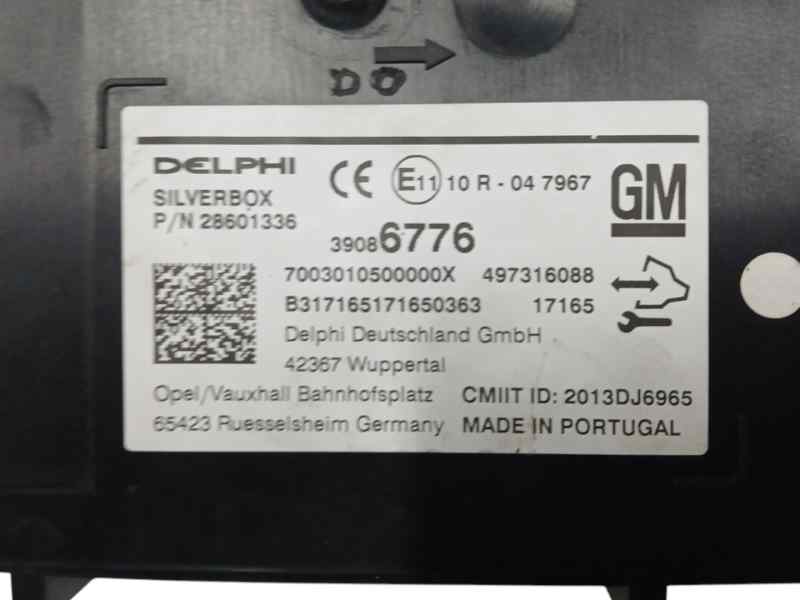 DO
DELPHI
SILVERBOX
P/N 28601336
CE E11 10 R - 04 7967
GM
39086776
7003010500000X 497316088
B317165171650363 17165
Delphi Deutschland GmbH
42367 Wuppertal
Opel/Vauxhall Bahnhofsplatz CMIIT ID: 2013DJ6965
65423 Ruesselsheim Germany MADE IN PORTUGAL